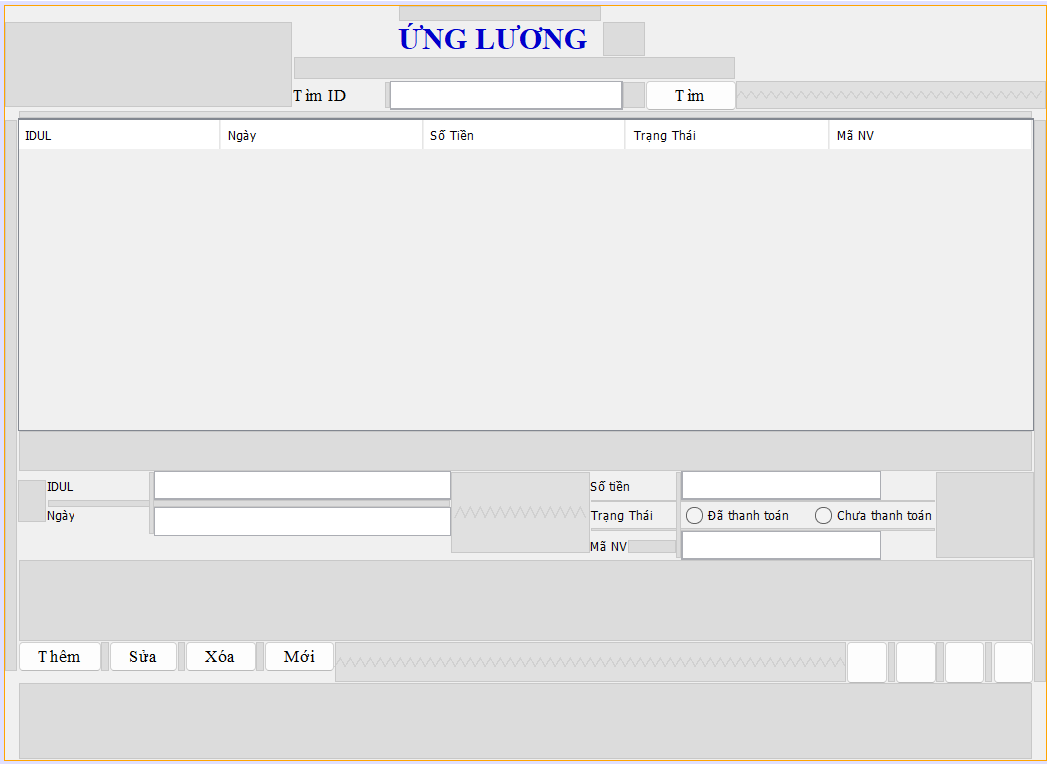 ỨNG LƯƠNG
Tìm ID Tìm
IDUL Ngày Số Tiền Trạng Thái Mã NV
IDUL Số tiền
Ngày Trạng Thái Đã thanh toán Chưa thanh toán
Mã NV
Thêm Sửa Xóa Mới